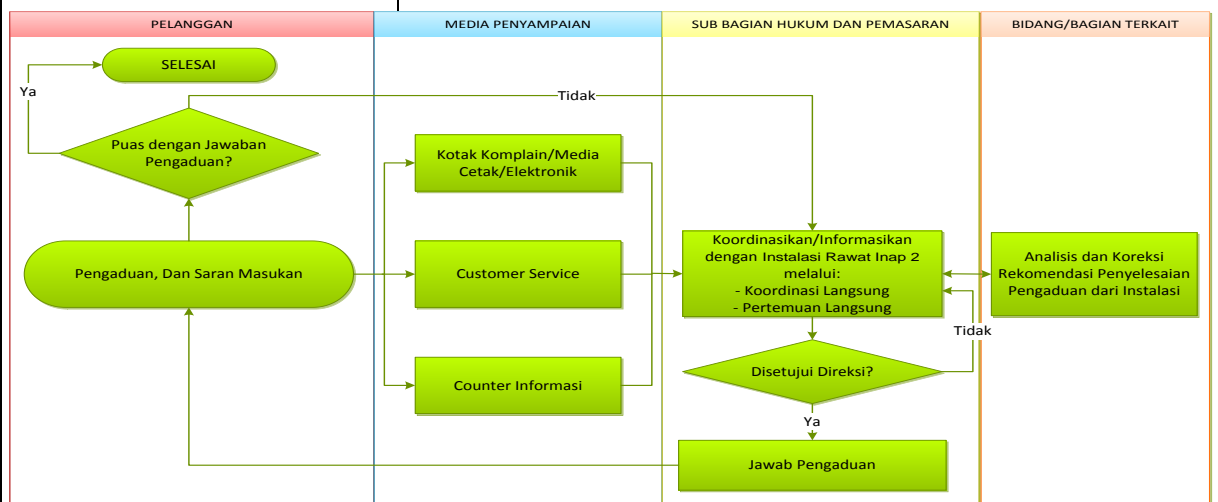 PELANGGAN
MEDIA PENYAMPAIAN
SUB BAGIAN HUKUM DAN PEMASARAN
BIDANG/BAGIAN TERKAIT
SELESAI
Ya
Tidak
Puas dengan Jawaban
Pengaduan?
Kotak Komplain/Media
Cetak/Elektronik
Pengaduan, Dan Saran Masukan
Customer Service
Koordinasikan/Informasikan
dengan Instalasi Rawat Inap 2
melalui:
- Koordinasi Langsung
- Pertemuan Langsung
Analisis dan Koreksi
Rekomendasi Penyelesaian
Pengaduan dari Instalasi
Tidak
Counter Informasi
Disetujui Direksi?
Ya
Jawab Pengaduan